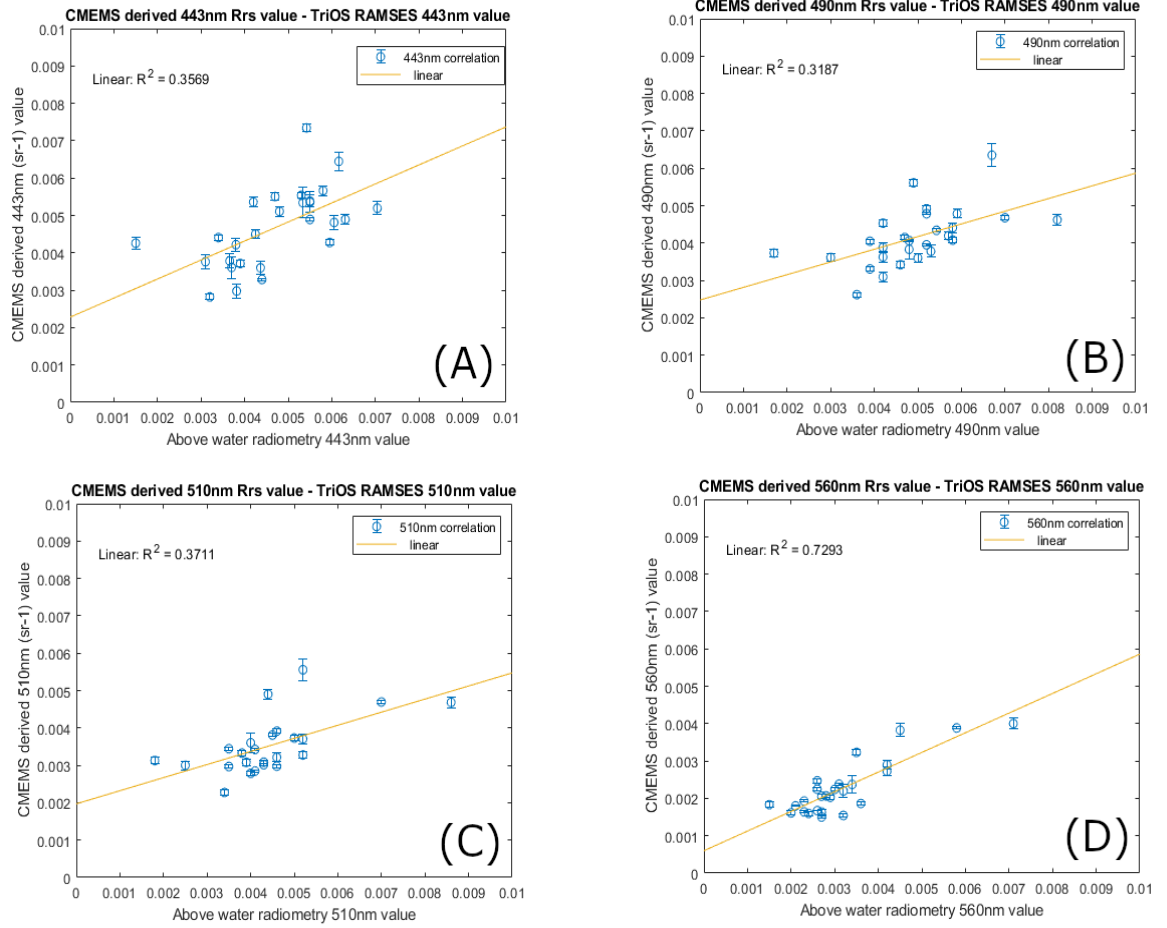 CMEMS derived 443nm Rrs value - TriOS RAMSES 443nm value
CMEMS derived 443nm (sr-1) value
0.01
0.009
0.008
0.007
0.006
0.005
0.004
0.003
0.002
0.001
0
Linear: R² = 0.3569
443nm correlation
linear
(A)
0 0.001 0.002 0.003 0.004 0.005 0.006 0.007 0.008 0.009 0.01
Above water radiometry 443nm value
CMEMS derived 490nm Rrs value - TriOS RAMSES 490nm value
CMEMS derived 490nm (sr-1) value
0.01
0.009
0.008
0.007
0.006
0.005
0.004
0.003
0.002
0.001
0
Linear: R² = 0.3187
490nm correlation
linear
(B)
0 0.001 0.002 0.003 0.004 0.005 0.006 0.007 0.008 0.009 0.01
Above water radiometry 490nm value
CMEMS derived 510nm Rrs value - TriOS RAMSES 510nm value
CMEMS derived 510nm (sr-1) value
0.01
0.009
0.008
0.007
0.006
0.005
0.004
0.003
0.002
0.001
0
Linear: R² = 0.3711
510nm correlation
linear
(C)
0 0.001 0.002 0.003 0.004 0.005 0.006 0.007 0.008 0.009 0.01
Above water radiometry 510nm value
CMEMS derived 560nm Rrs value - TriOS RAMSES 560nm value
CMEMS derived 560nm (sr-1) value
0.01
0.009
0.008
0.007
0.006
0.005
0.004
0.003
0.002
0.001
0
Linear: R² = 0.7293
560nm correlation
linear
(D)
0 0.001 0.002 0.003 0.004 0.005 0.006 0.007 0.008 0.009 0.01
Above water radiometry 560nm value